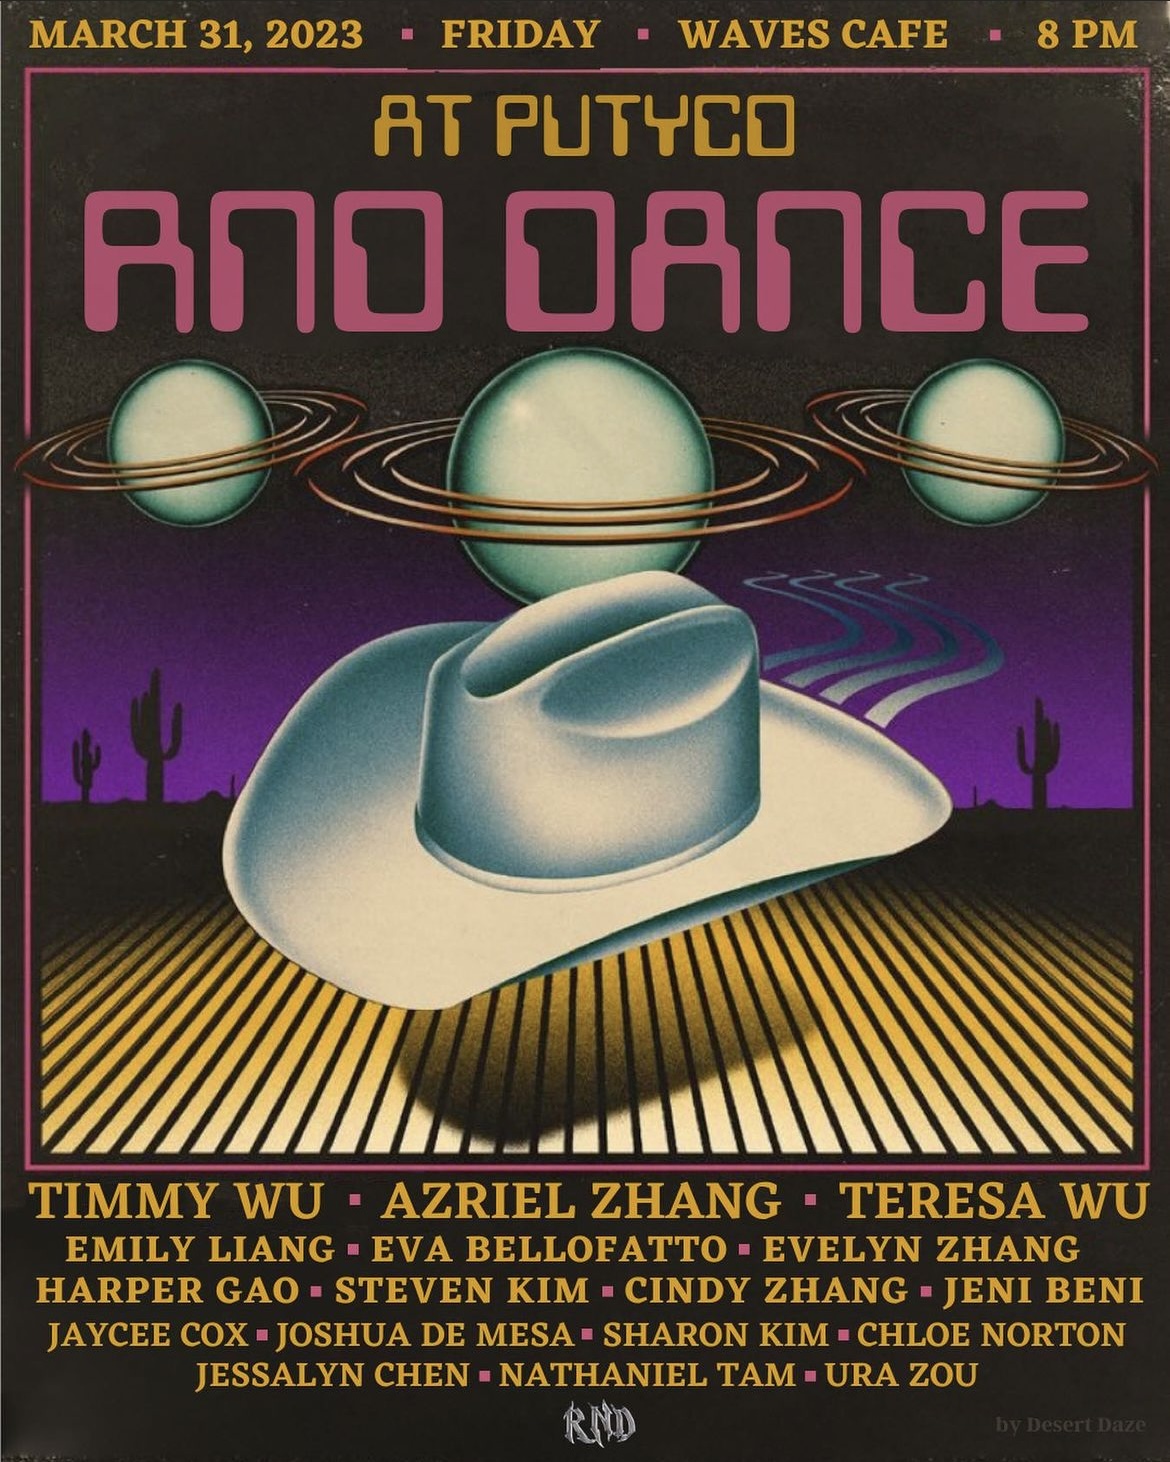 MARCH 31, 2023 ▪ FRIDAY ▪ WAVES CAFE ▪ 8 PM
AT PUTYCO
RND DANCE
TIMMY WU ▪ AZRIEL ZHANG ▪ TERESA WU
EMILY LIANG ▪ EVA BELLOFATTO ▪ EVELYN ZHANG
HARPER GAO ▪ STEVEN KIM ▪ CINDY ZHANG ▪ JENI BENI
JAYCEE COX ▪ JOSHUA DE MESA ▪ SHARON KIM ▪ CHLOE NORTON
JESSALYN CHEN ▪ NATHANIEL TAM ▪ URA ZOU
RND
by Desert Daze